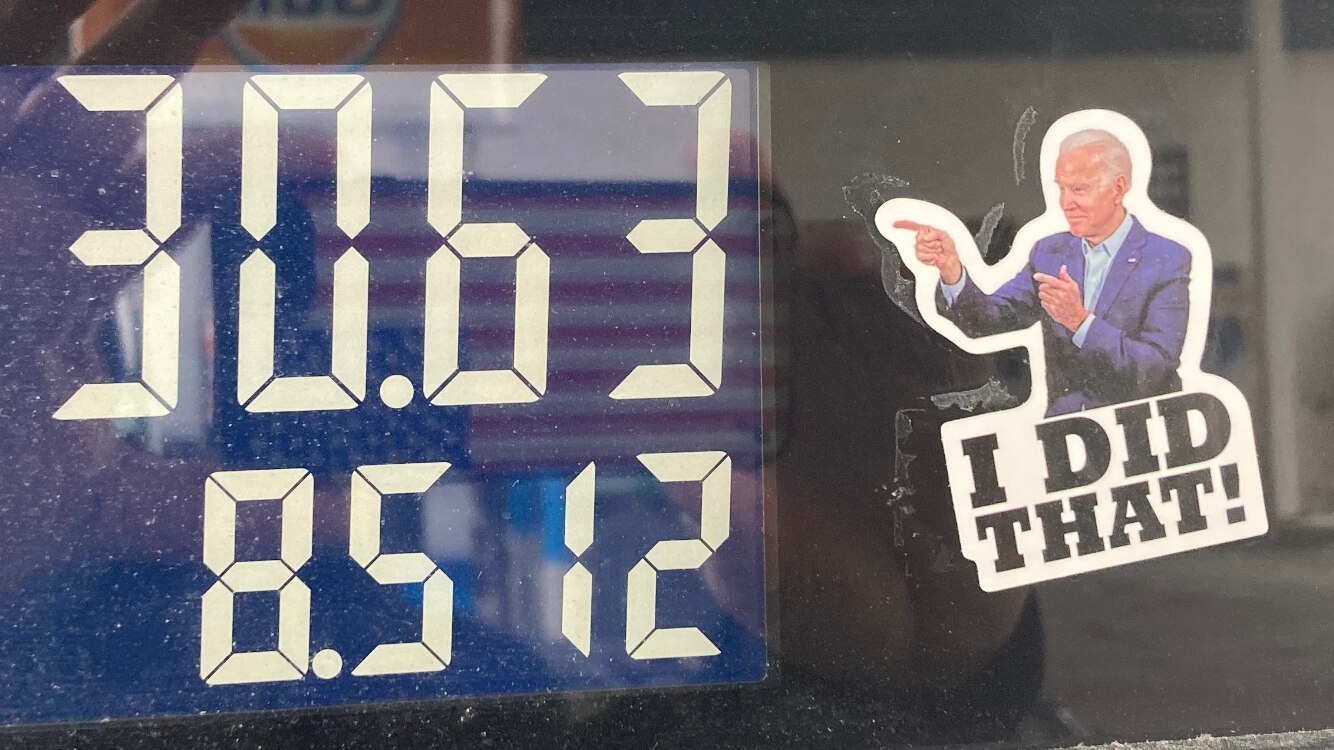 30.63
8.512
I DID
THAT!